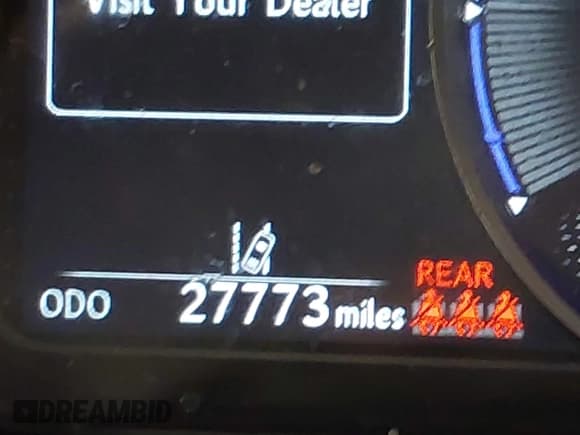 Visit Your Dealer
REAR
ODO 27773 miles
DREAMBID